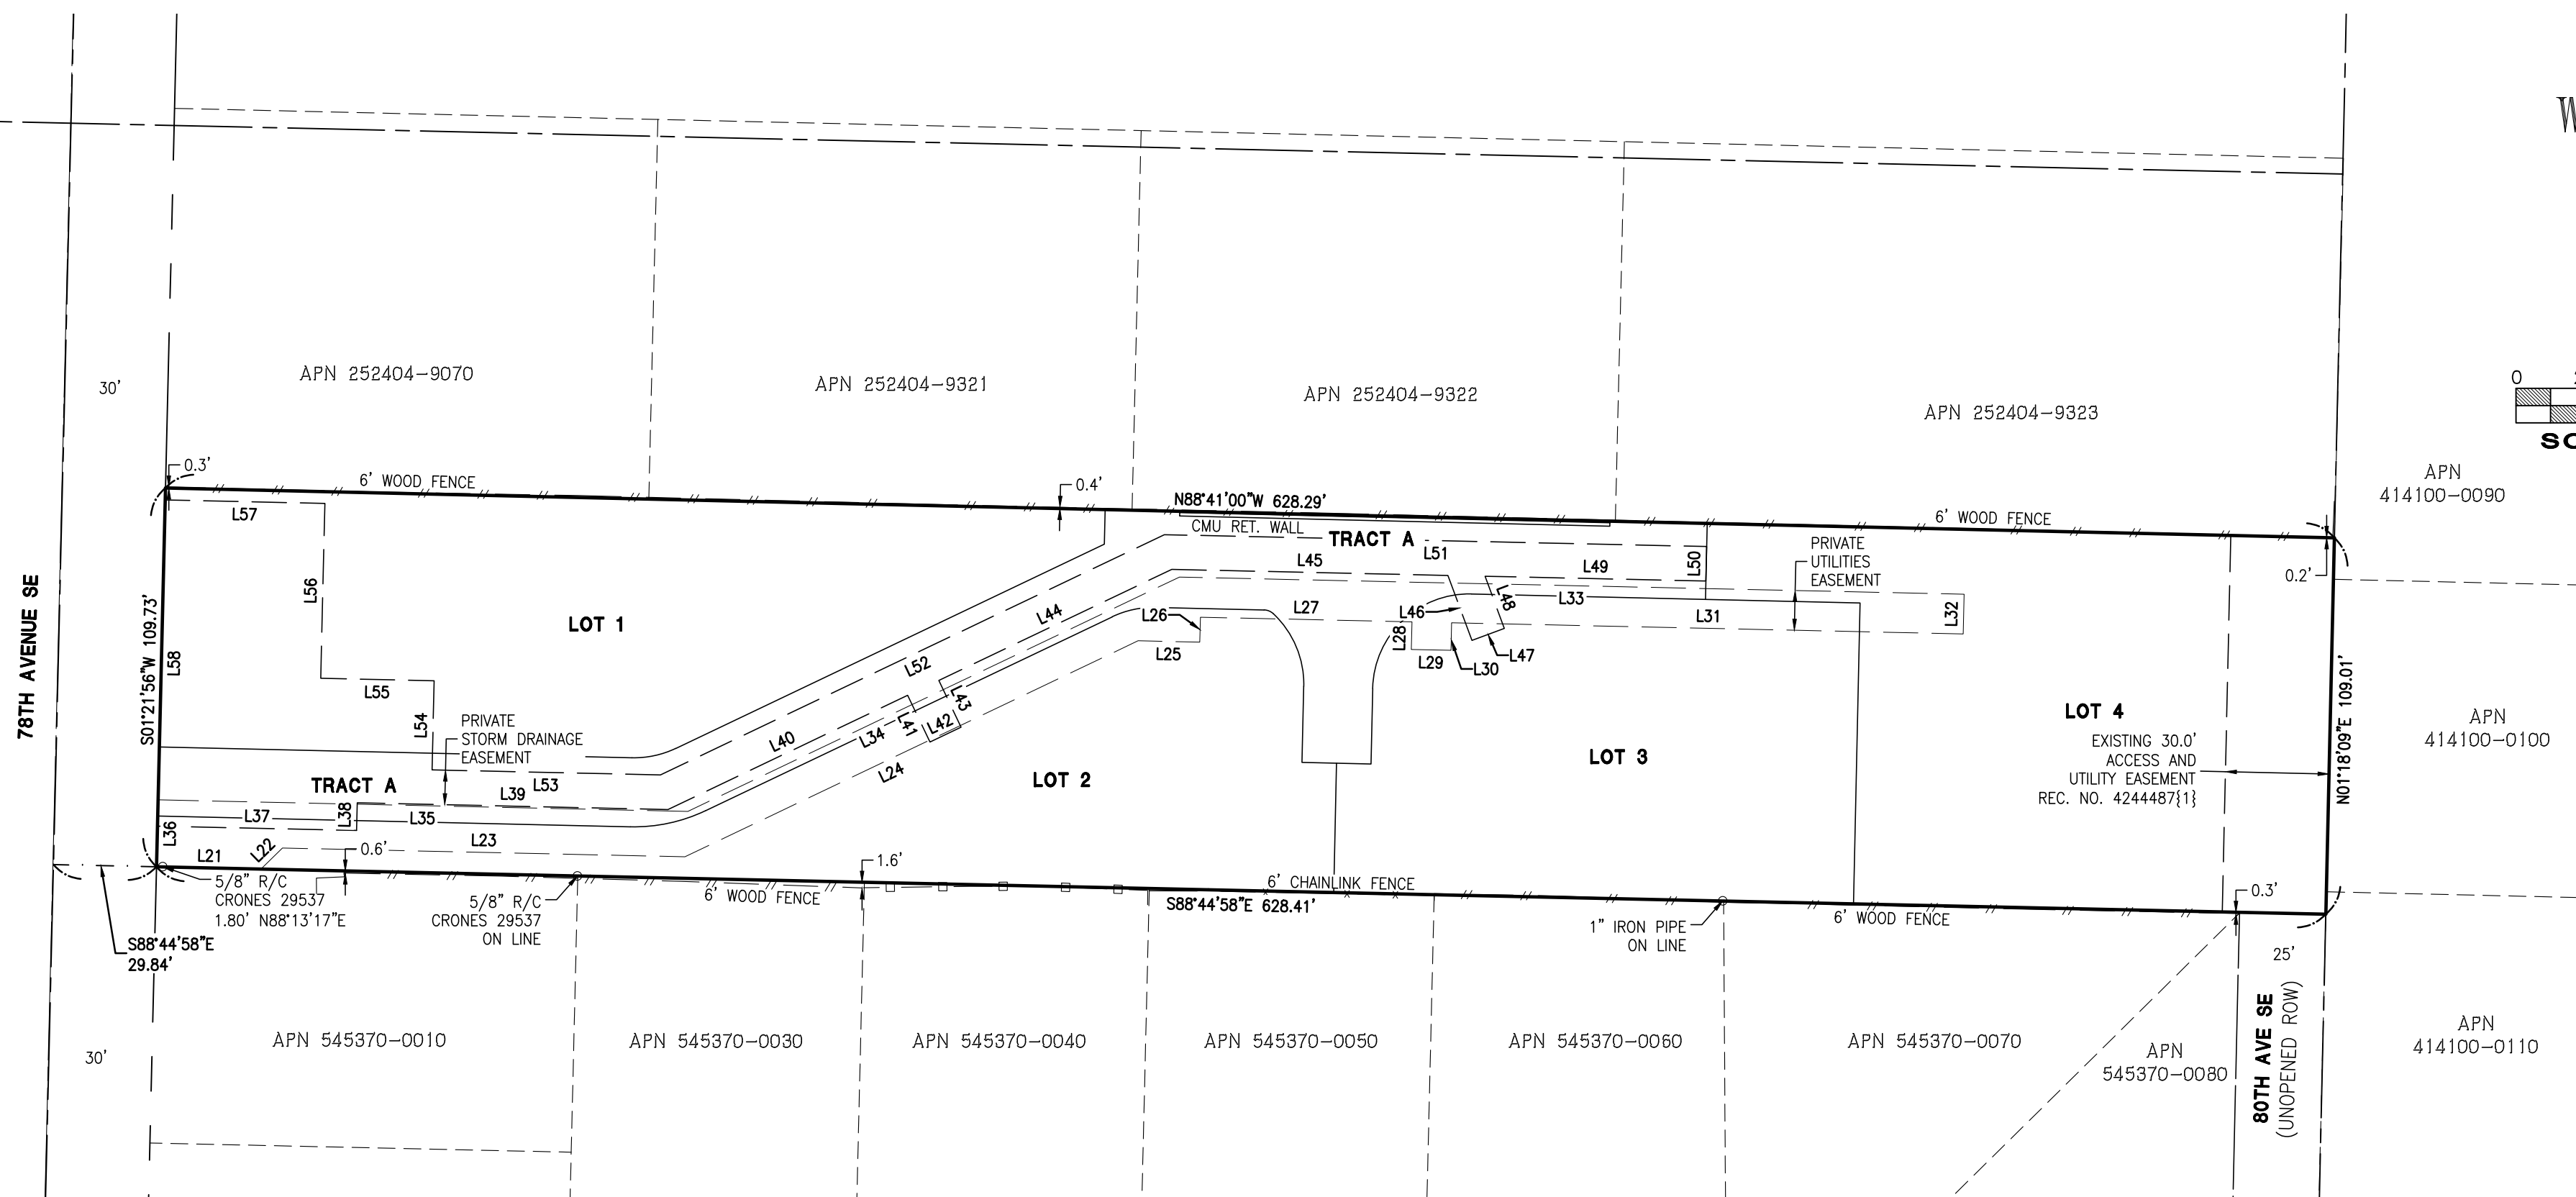 W
30'
APN 252404-9070
APN 252404-9321
APN 252404-9322
APN 252404-9323
0
APN
414100-0090
0.3'
6' WOOD FENCE
0.4'
N88°41'00"W 628.29'
CMU RET. WALL
TRACT A
6' WOOD FENCE
L57
L51
L45
L49
L50
PRIVATE
UTILITIES
EASEMENT
0.2'
L56
LOT 1
L44
L26
L27
L46
L48
L33
L31
L32
78TH AVENUE SE
S01°21'56"W 109.73'
L58
L52
L25
L28
L29
L30
L47
L55
L54
L43
L41
L42
PRIVATE
STORM DRAINAGE
EASEMENT
L40
L34
L24
LOT 4
EXISTING 30.0'
ACCESS AND
UTILITY EASEMENT
REC. NO. 4244487{1}
N01°18'09"E 109.01'
APN
414100-0100
LOT 3
LOT 2
TRACT A
L53
L39
L37
L38
L35
L36
L23
L21
L22
0.6'
1.6'
5/8" R/C
CRONES 29537
1.80' N88°13'17"E
5/8" R/C
CRONES 29537
ON LINE
6' WOOD FENCE
6' CHAINLINK FENCE
S88°44'58"E 628.41'
1" IRON PIPE
ON LINE
6' WOOD FENCE
0.3'
S88°44'58"E
29.84'
25'
30'
APN 545370-0010
APN 545370-0030
APN 545370-0040
APN 545370-0050
APN 545370-0060
APN 545370-0070
APN
545370-0080
80TH AVE SE
(UNOPENED ROW)
APN
414100-0110